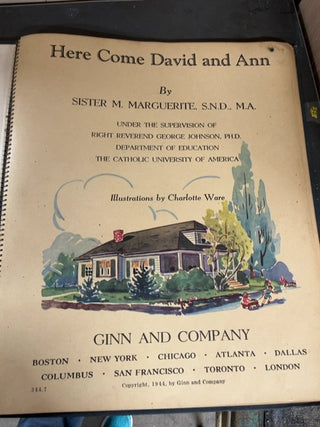 Here Come David and Ann
By
SISTER M. MARGUERITE, S.N.D., M.A.
UNDER THE SUPERVISION OF
RIGHT REVEREND GEORGE JOHNSON, PH.D.
DEPARTMENT OF EDUCATION
THE CATHOLIC UNIVERSITY OF AMERICA
Illustrations by Charlotte Ware
GINN AND COMPANY
BOSTON · NEW YORK · CHICAGO · ATLANTA · DALLAS
COLUMBUS · SAN FRANCISCO · TORONTO · LONDON
Copyright, 1944, by Ginn and Company
344.7